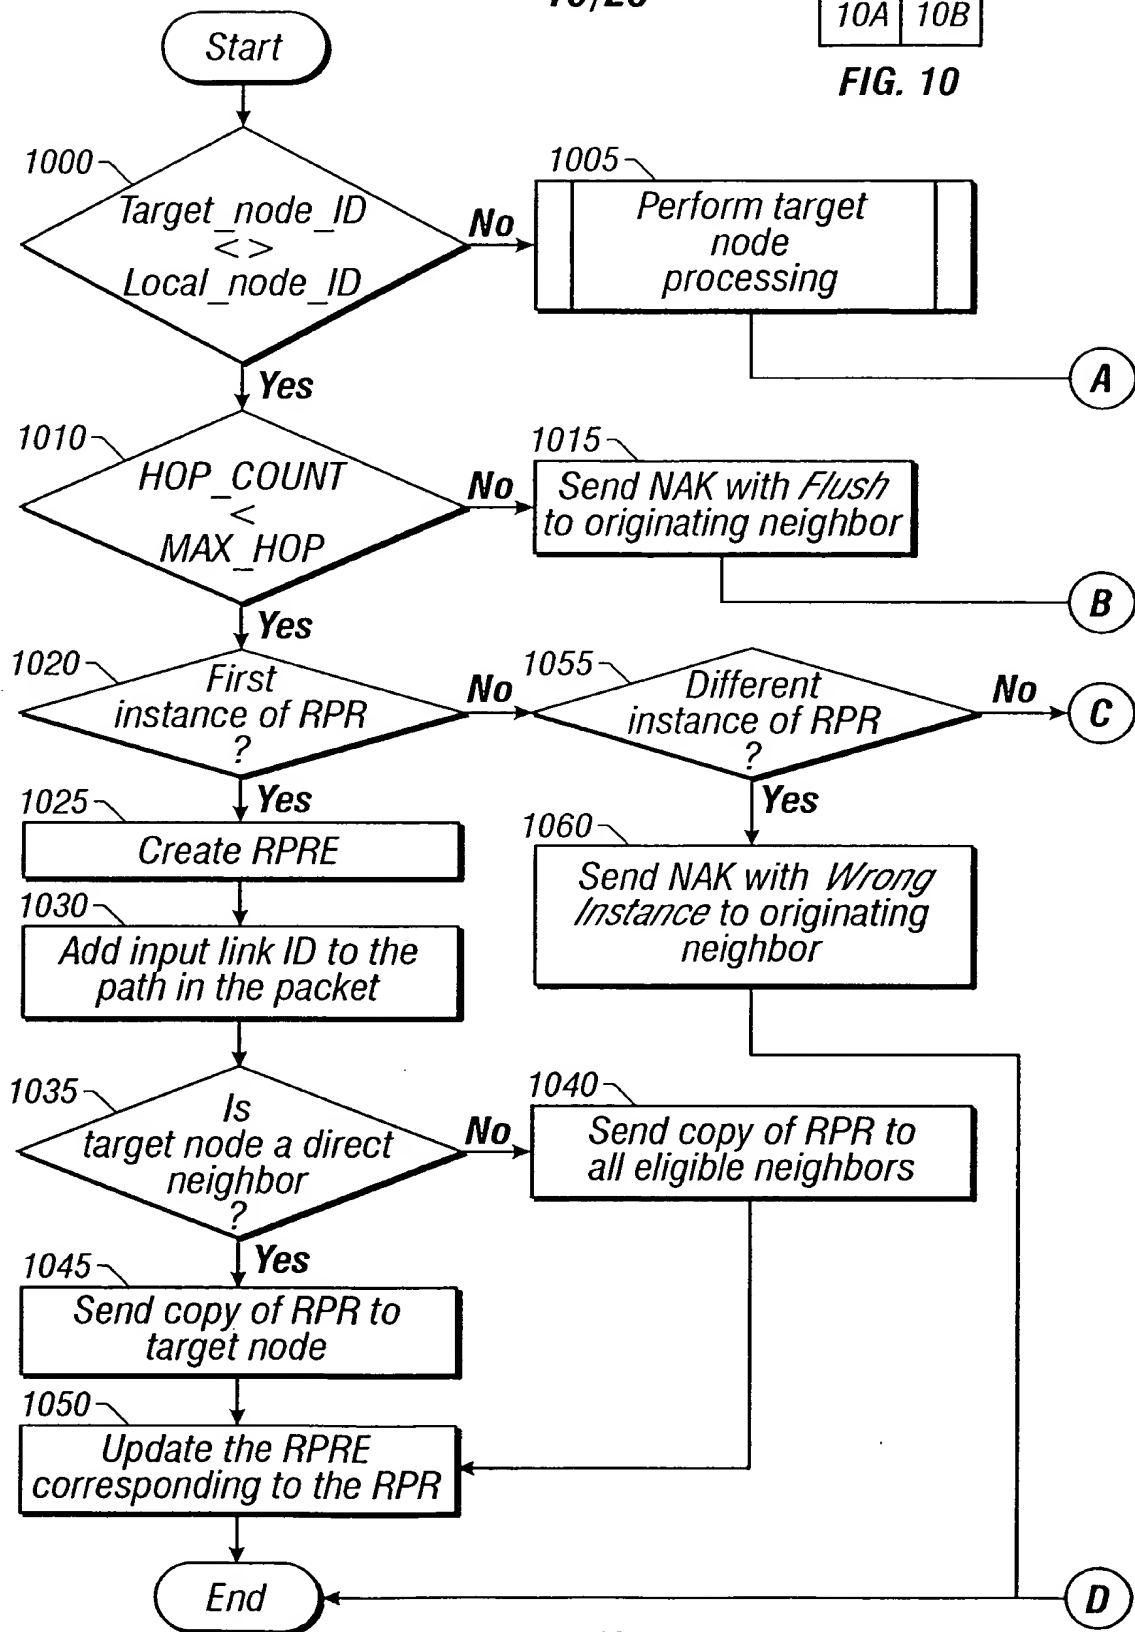 10A 10B
FIG. 10
Start
1000
Target_node_ID
<>
Local_node_ID
No
1005
Perform target
node
processing
A
Yes
1010
HOP_COUNT
<
MAX_HOP
No
1015
Send NAK with Flush
to originating neighbor
B
Yes
1020
First
instance of RPR
?
No
1055
Different
instance of RPR
?
No
C
Yes
1025
Create RPRE
Yes
1060
Send NAK with Wrong
Instance to originating
neighbor
1030
Add input link ID to the
path in the packet
1035
Is
target node a direct
neighbor
?
No
1040
Send copy of RPR to
all eligible neighbors
Yes
1045
Send copy of RPR to
target node
1050
Update the RPRE
corresponding to the RPR
End
D